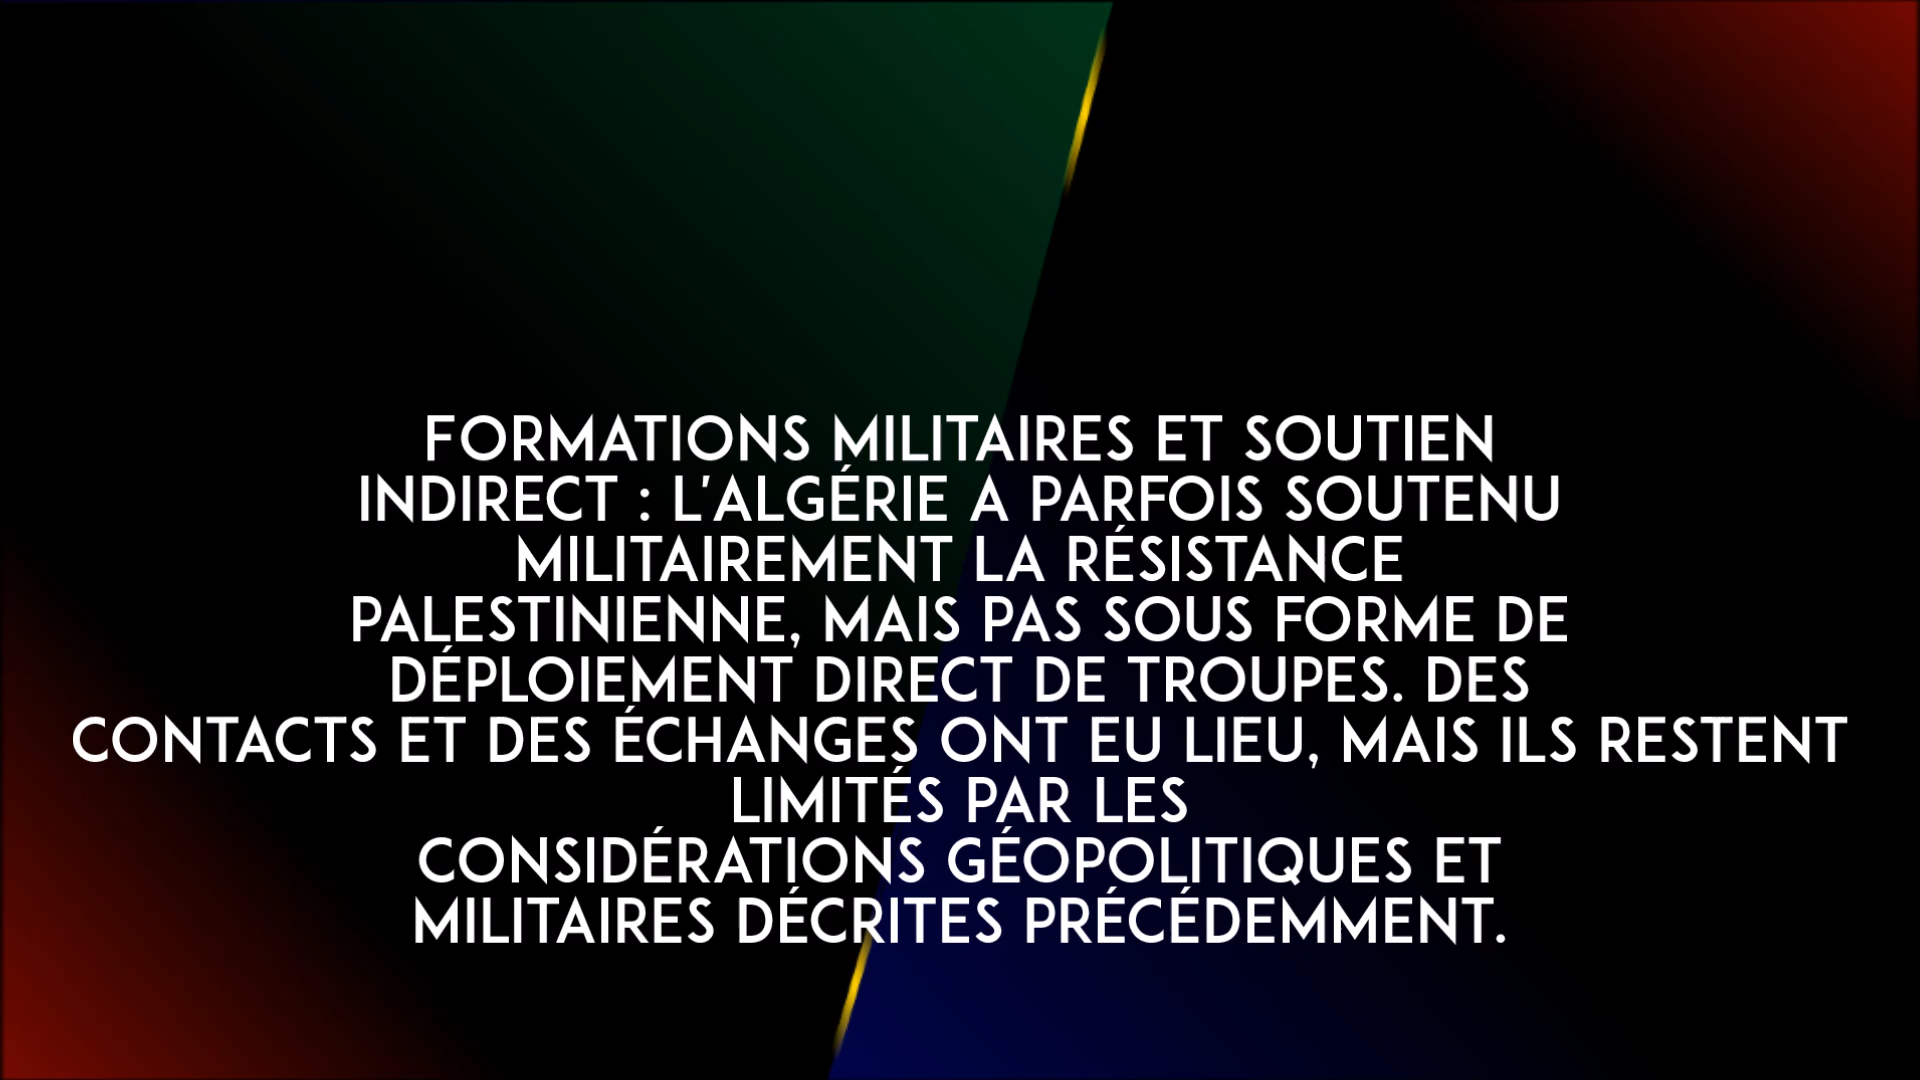 FORMATIONS MILITAIRES ET SOUTIEN
INDIRECT : L'ALGÉRIE A PARFOIS SOUTENU
MILITAIREMENT LA RÉSISTANCE
PALESTINIENNE, MAIS PAS SOUS FORME DE
DÉPLOIEMENT DIRECT DE TROUPES. DES
CONTACTS ET DES ÉCHANGES ONT EU LIEU, MAIS ILS RESTENT
LIMITÉS PAR LES
CONSIDÉRATIONS GÉOPOLITIQUES ET
MILITAIRES DÉCRITES PRÉCÉDEMMENT.